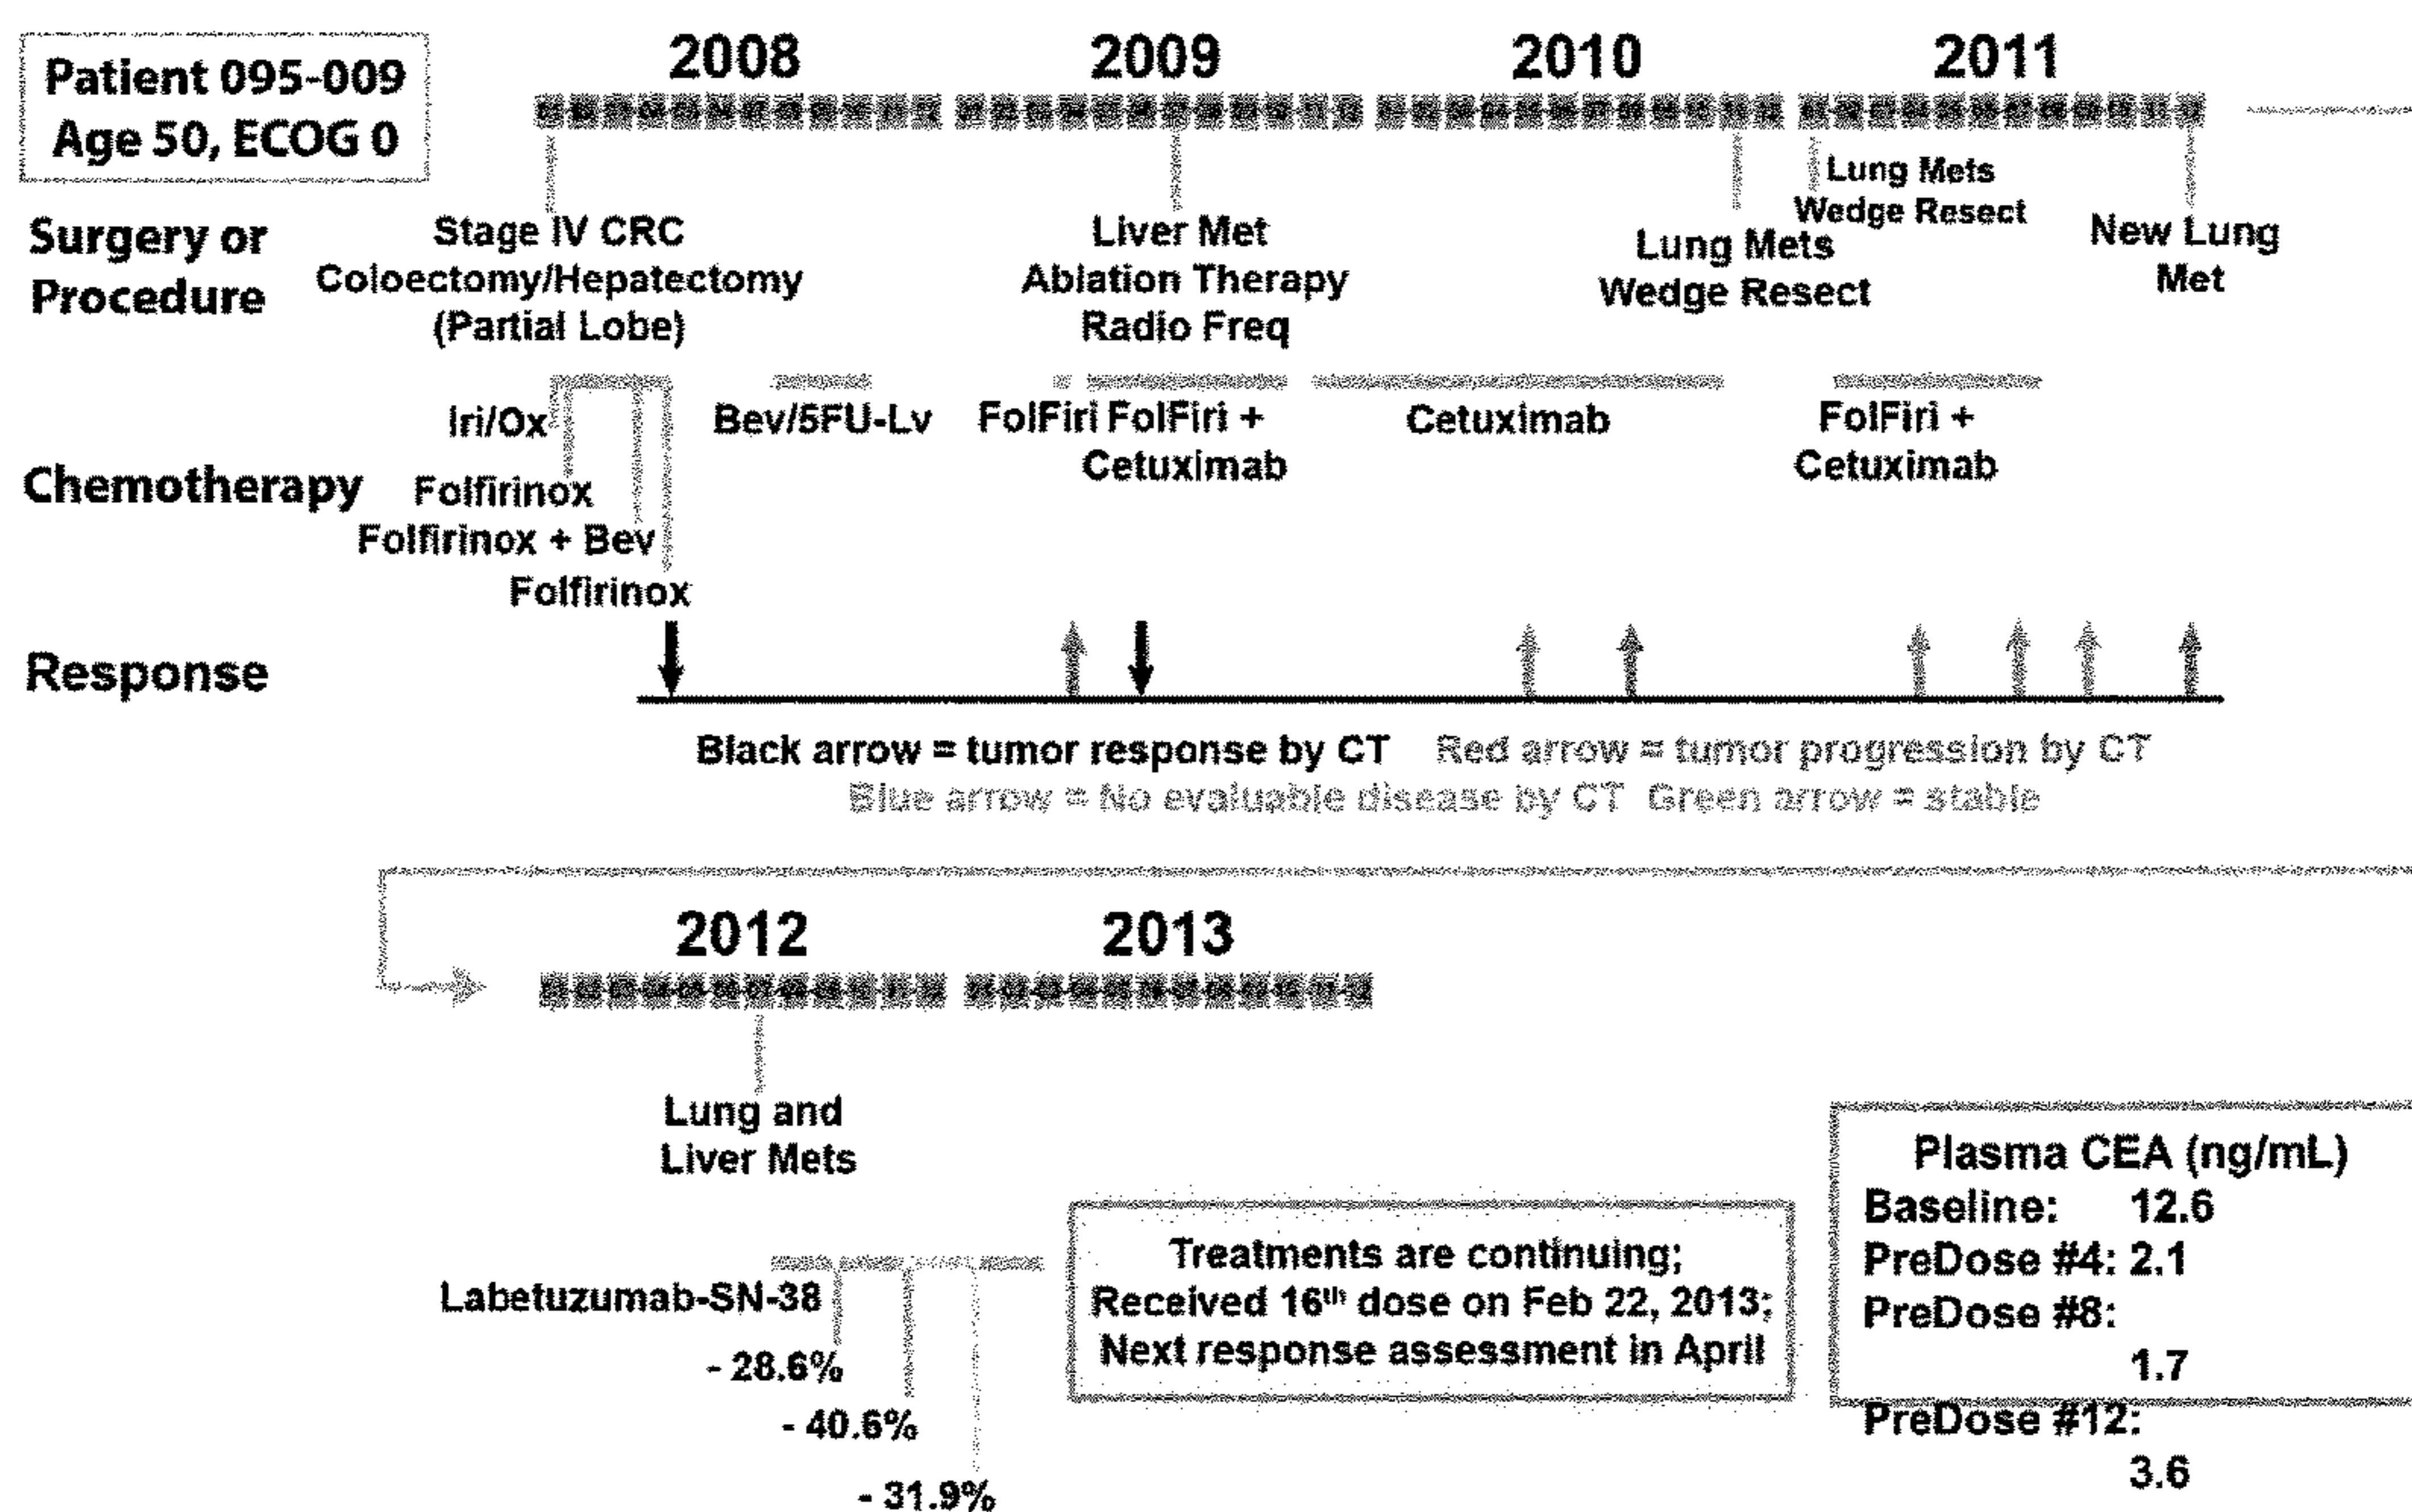 Patient 095-009
Age 50, ECOG 0
2008
2009
2010
2011
Surgery or
Procedure
Stage IV CRC
Coloectomy/Hepatectomy
(Partial Lobe)
Liver Met
Ablation Therapy
Radio Freq
Lung Mets
Wedge Resect
Lung Mets
Wedge Resect
New Lung
Met
Chemotherapy
Iri/Ox
Folfirinox
Folfirinox + Bev
Folfirinox
Bev/5FU-Lv
FolFiri
FolFiri +
Cetuximab
Cetuximab
FolFiri +
Cetuximab
Response
Black arrow = tumor response by CT
Red arrow = tumor progression by CT
Blue arrow = No evaluable disease by CT
Green arrow = stable
2012
2013
Lung and
Liver Mets
Labetuzumab-SN-38
- 28.6%
- 40.6%
- 31.9%
Treatments are continuing;
Received 16th dose on Feb 22, 2013;
Next response assessment in April
Plasma CEA (ng/mL)
Baseline: 12.6
PreDose #4: 2.1
PreDose #8:
1.7
PreDose #12:
3.6